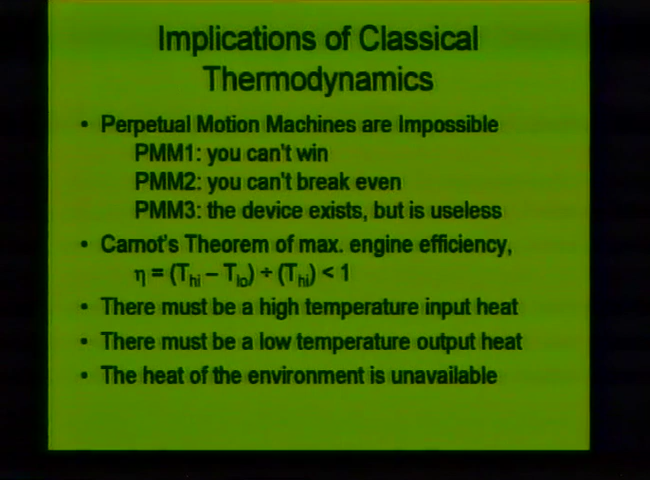 Implications of Classical
Thermodynamics
• Perpetual Motion Machines are Impossible
PMM1: you can't win
PMM2: you can't break even
PMM3: the device exists, but is useless
• Carnot's Theorem of max. engine efficiency,
η = (Thi – Tlo) ÷ (Thi) < 1
• There must be a high temperature input heat
• There must be a low temperature output heat
• The heat of the environment is unavailable